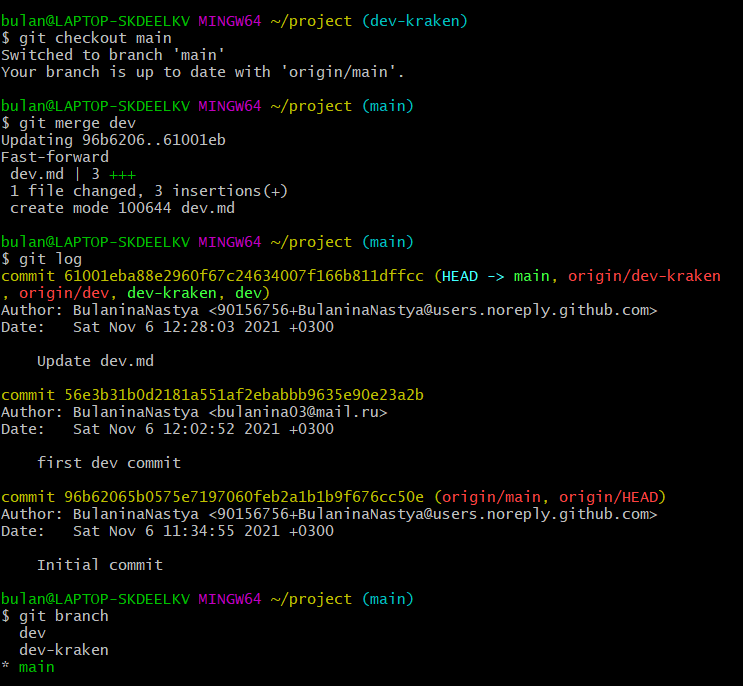 bulan@LAPTOP-SKDEELKV MINGW64 ~/project (dev-kraken)
$ git checkout main
Switched to branch 'main'
Your branch is up to date with 'origin/main'.
bulan@LAPTOP-SKDEELKV MINGW64 ~/project (main)
$ git merge dev
Updating 96b6206..61001eb
Fast-forward
 dev.md | 3 +++
 1 file changed, 3 insertions(+)
 create mode 100644 dev.md
bulan@LAPTOP-SKDEELKV MINGW64 ~/project (main)
$ git log
commit 61001eba88e2960f67c24634007f166b811dffcc (HEAD -> main, origin/dev-kraken
, origin/dev, dev-kraken, dev)
Author: BulaninaNastya <90156756+BulaninaNastya@users.noreply.github.com>
Date:   Sat Nov 6 12:28:03 2021 +0300
    Update dev.md
commit 56e3b31b0d2181a551af2ebabbb9635e90e23a2b
Author: BulaninaNastya <bulanina03@mail.ru>
Date:   Sat Nov 6 12:02:52 2021 +0300
    first dev commit
commit 96b62065b0575e7197060feb2a1b1b9f676cc50e (origin/main, origin/HEAD)
Author: BulaninaNastya <90156756+BulaninaNastya@users.noreply.github.com>
Date:   Sat Nov 6 11:34:55 2021 +0300
    Initial commit
bulan@LAPTOP-SKDEELKV MINGW64 ~/project (main)
$ git branch
  dev
  dev-kraken
* main